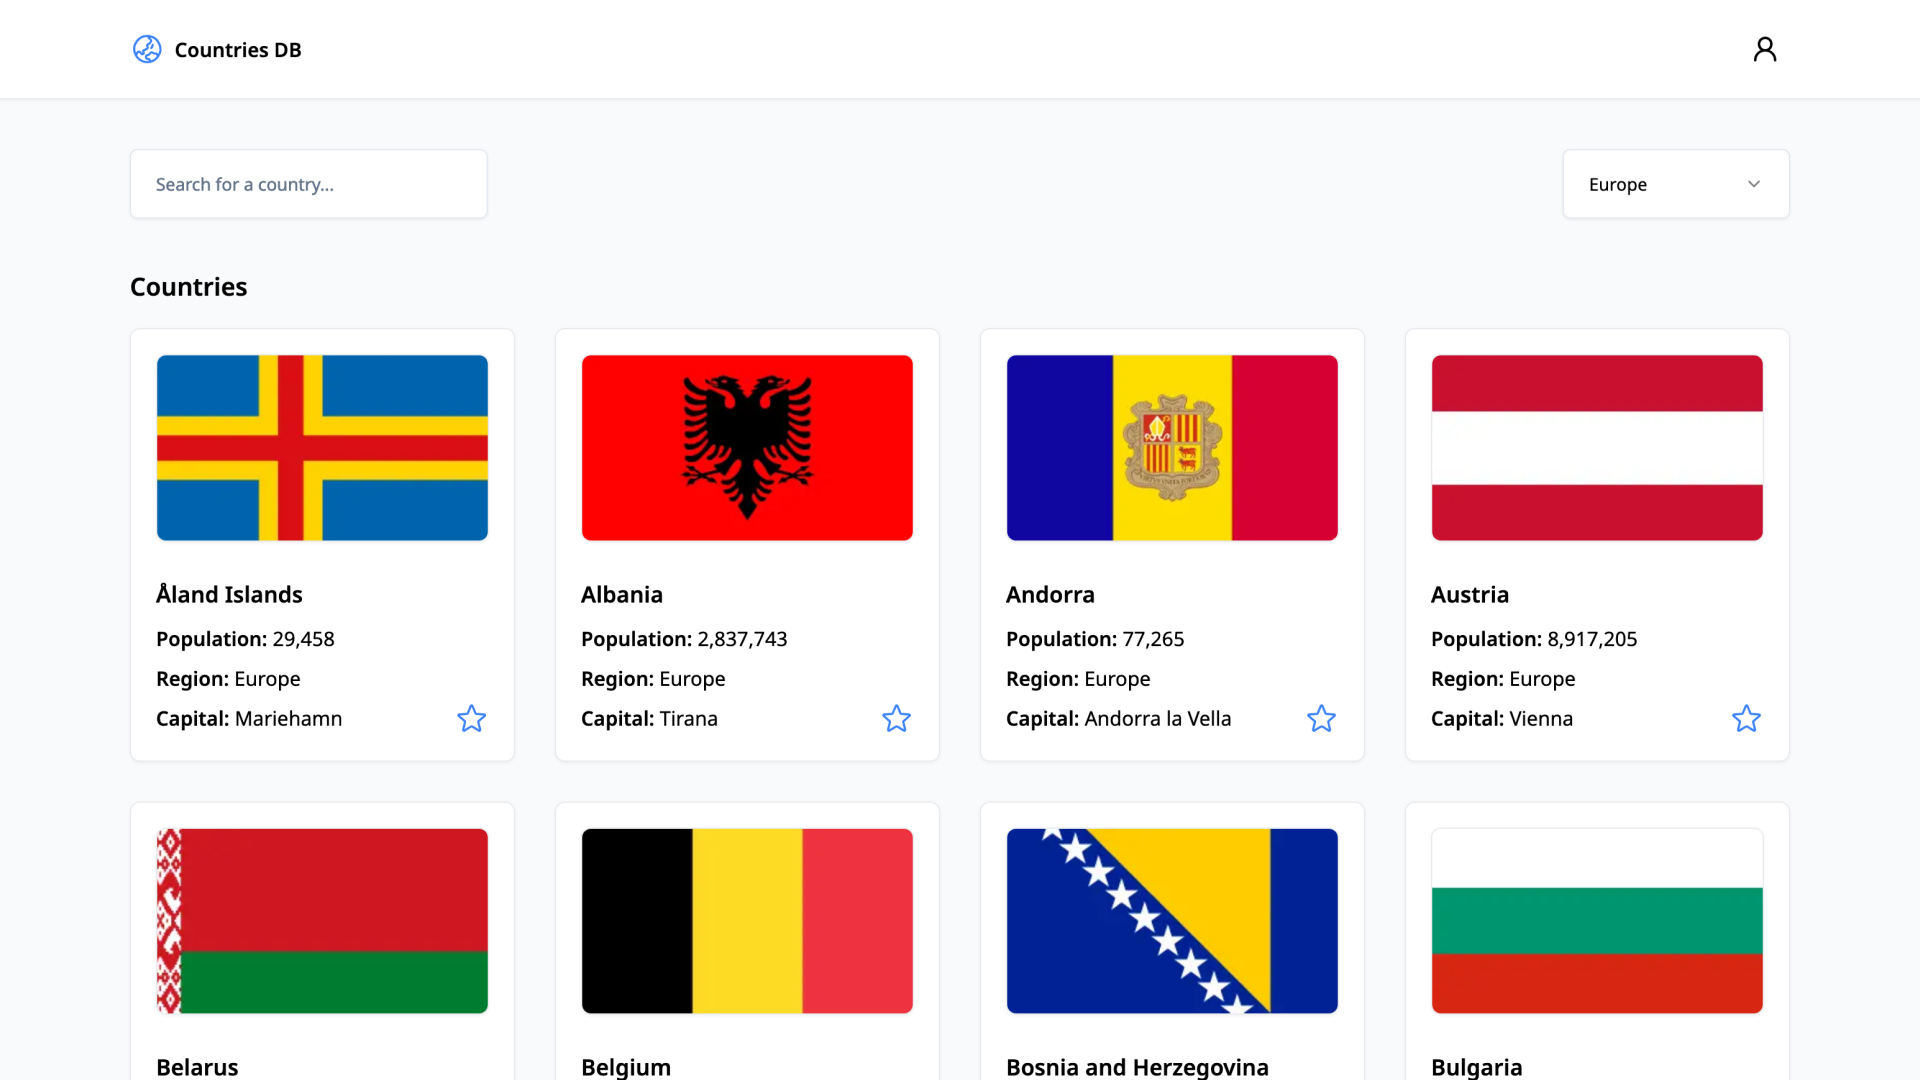 Countries DB
Search for a country...
Europe
Countries
Åland Islands
Population: 29,458
Region: Europe
Capital: Mariehamn
Albania
Population: 2,837,743
Region: Europe
Capital: Tirana
Andorra
Population: 77,265
Region: Europe
Capital: Andorra la Vella
Austria
Population: 8,917,205
Region: Europe
Capital: Vienna
Belarus
Belgium
Bosnia and Herzegovina
Bulgaria